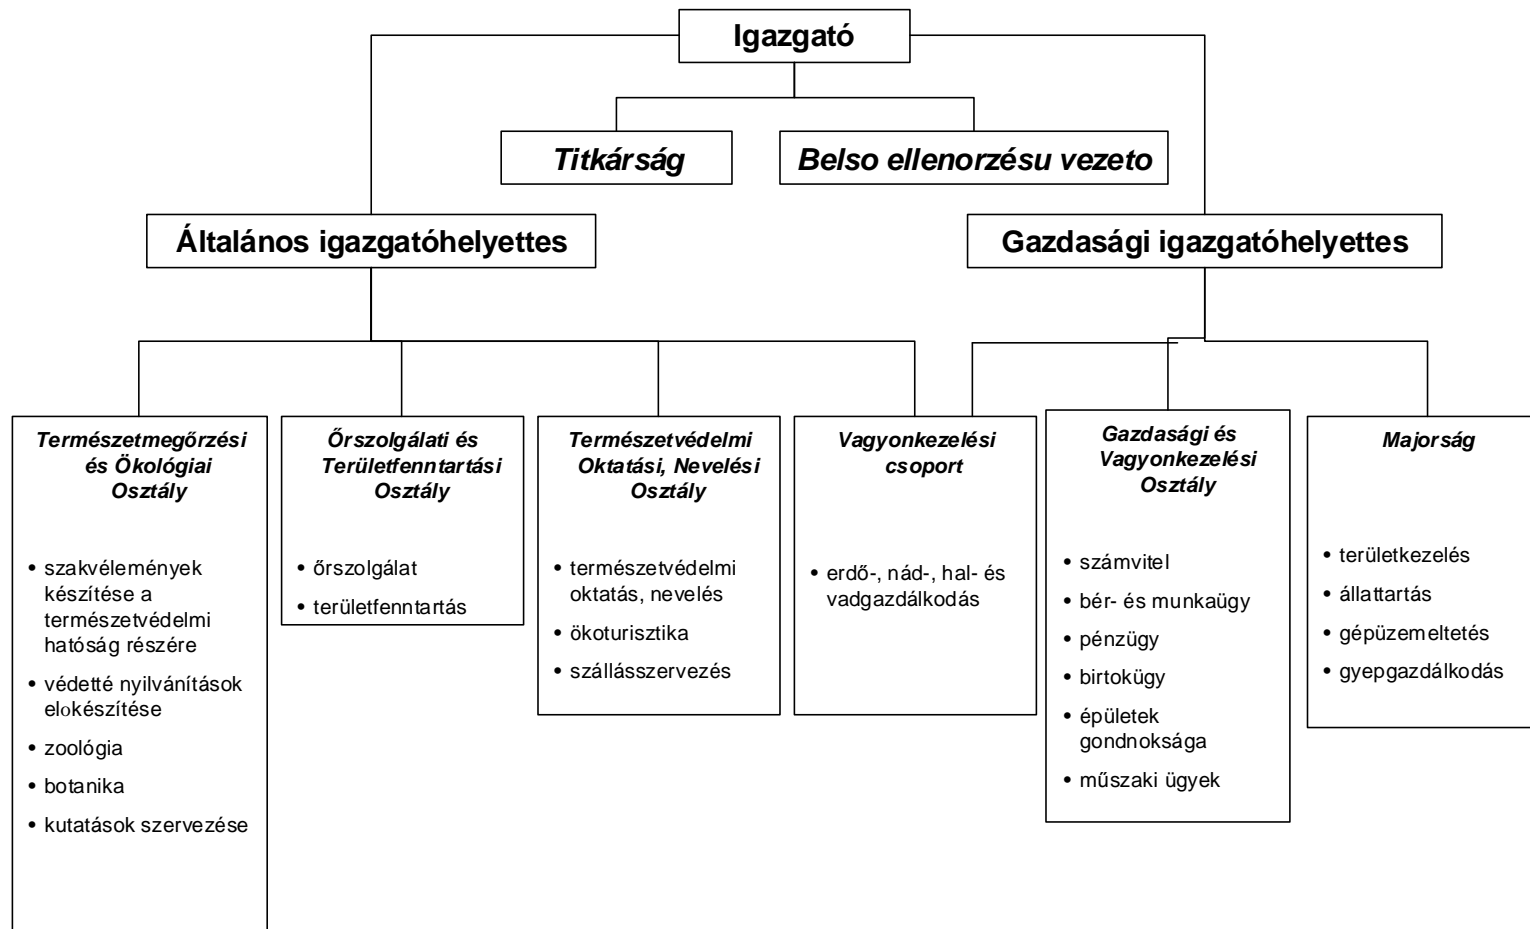 Igazgató
Titkárság
Belso ellenorzésu vezeto
Általános igazgatóhelyettes
Gazdasági igazgatóhelyettes
Természetmegőrzési
és Ökológiai
Osztály
• szakvélemények
készítése a
természetvédelmi
hatóság részére
• védetté nyilvánítások
elokészítése
• zoológia
• botanika
• kutatások szervezése
Őrszolgálati és
Területfenntartási
Osztály
• őrszolgálat
• területfenntartás
Természetvédelmi
Oktatási, Nevelési
Osztály
• természetvédelmi
oktatás, nevelés
• ökoturisztika
• szállásszervezés
Vagyonkezelési
csoport
• erdő-, nád-, hal- és
vadgazdálkodás
Gazdasági és
Vagyonkezelési
Osztály
• számvitel
• bér- és munkaügy
• pénzügy
• birtokügy
• épületek
gondnoksága
• műszaki ügyek
Majorság
• területkezelés
• állattartás
• gépüzemeltetés
• gyepgazdálkodás